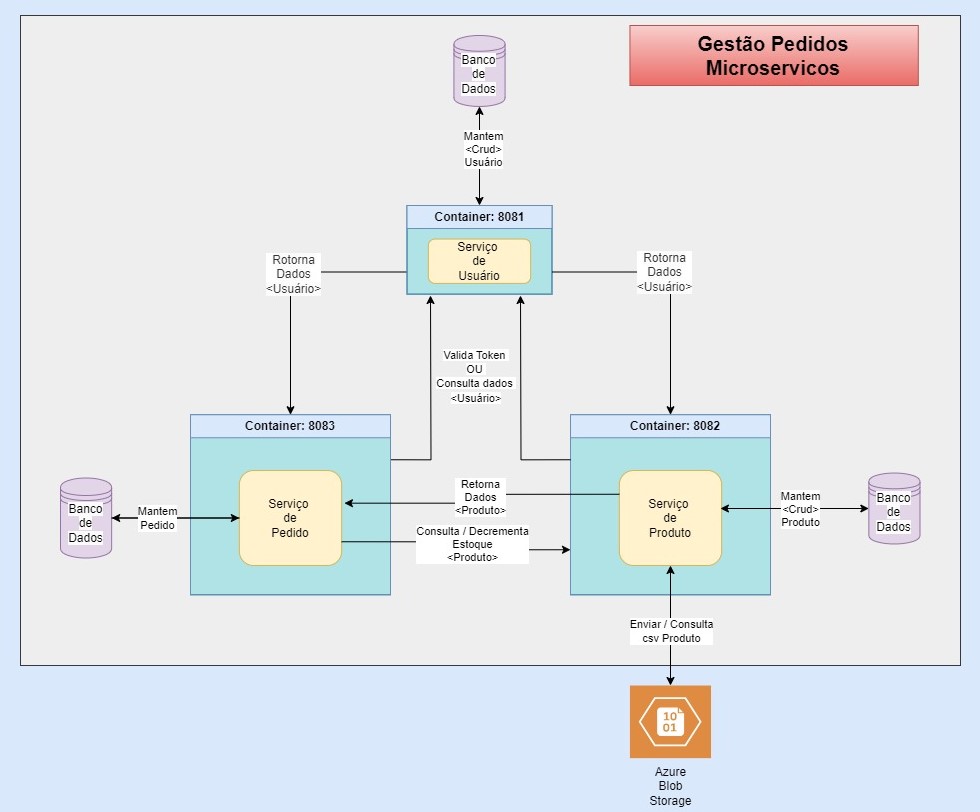 Gestão Pedidos
Microservicos
Banco
de
Dados
Mantem
<Crud>
Usuário
Container: 8081
Serviço
de
Usuário
Rotorna
Dados
<Usuário>
Rotorna
Dados
<Usuário>
Valida Token
OU
Consulta dados
<Usuário>
Container: 8083
Container: 8082
Banco
de
Dados
Mantem
Pedido
Serviço
de
Pedido
Retorna
Dados
<Produto>
Consulta / Decrementa
Estoque
<Produto>
Serviço
de
Produto
Mantem
<Crud>
Produto
Banco
de
Dados
Enviar / Consulta
csv Produto
10
01
Azure
Blob
Storage